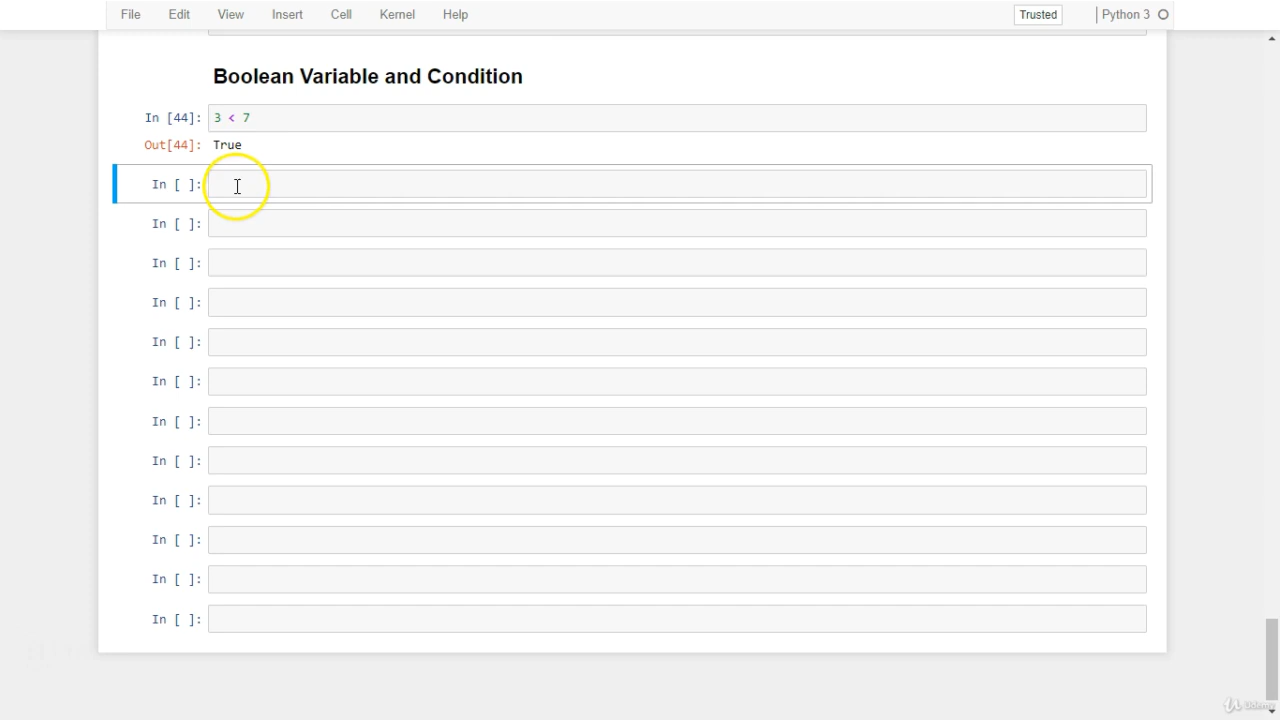 File Edit View Insert Cell Kernel Help Trusted Python 3
Boolean Variable and Condition
In [44]: 3 < 7
Out[44]: True
In [ ]:
In [ ]:
In [ ]:
In [ ]:
In [ ]:
In [ ]:
In [ ]:
In [ ]:
In [ ]:
In [ ]:
In [ ]:
In [ ]:
Udemy